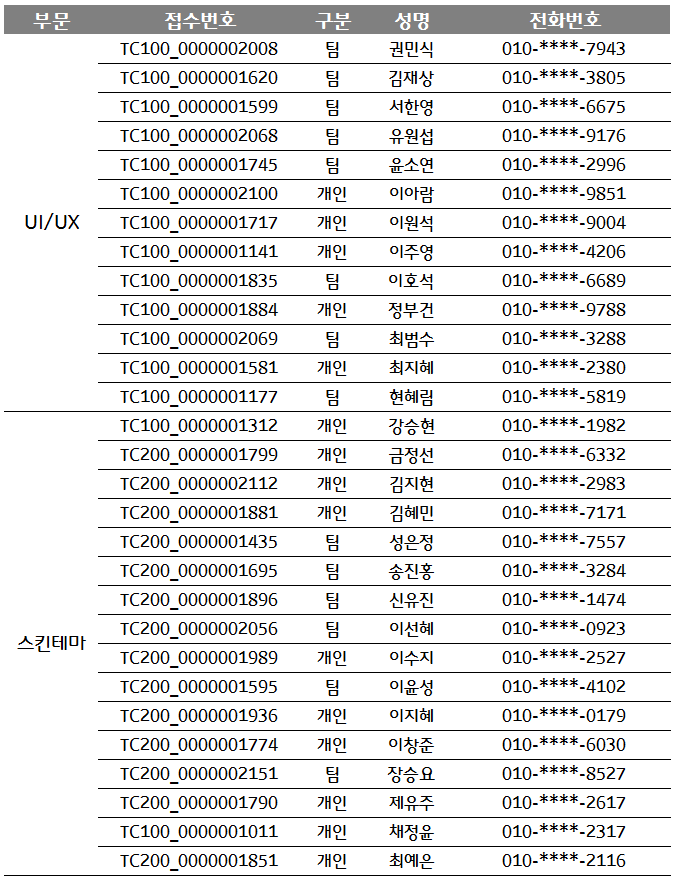 부문 접수번호 구분 성명 전화번호
TC100_0000002008 팀 권민식 010-****-7943
TC100_0000001620 팀 김재상 010-****-3805
TC100_0000001599 팀 서한영 010-****-6675
TC100_0000002068 팀 유원섭 010-****-9176
TC100_0000001745 팀 윤소연 010-****-2996
TC100_0000002100 개인 이아람 010-****-9851
UI/UX TC100_0000001717 개인 이원석 010-****-9004
TC100_0000001141 개인 이주영 010-****-4206
TC100_0000001835 팀 이호석 010-****-6689
TC100_0000001884 개인 정부건 010-****-9788
TC100_0000002069 팀 최범수 010-****-3288
TC100_0000001581 개인 최지혜 010-****-2380
TC100_0000001177 팀 현혜림 010-****-5819
TC100_0000001312 개인 강승현 010-****-1982
TC200_0000001799 개인 금정선 010-****-6332
TC200_0000002112 개인 김지현 010-****-2983
TC200_0000001881 개인 김혜민 010-****-7171
TC200_0000001435 팀 성은정 010-****-7557
TC200_0000001695 팀 송진홍 010-****-3284
TC200_0000001896 팀 신유진 010-****-1474
TC200_0000002056 팀 이선혜 010-****-0923
스킨테마 TC200_0000001989 개인 이수지 010-****-2527
TC200_0000001595 팀 이윤성 010-****-4102
TC200_0000001936 개인 이지혜 010-****-0179
TC200_0000001774 개인 이창준 010-****-6030
TC200_0000002151 팀 장승요 010-****-8527
TC200_0000001790 개인 제유주 010-****-2617
TC100_0000001011 개인 채정윤 010-****-2317
TC200_0000001851 개인 최예은 010-****-2116